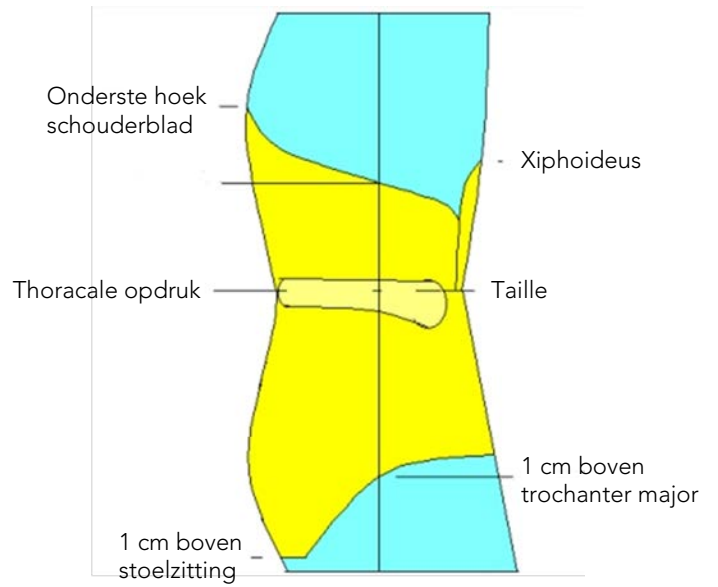 Onderste hoek
schouderblad
Xiphoideus
Thoracale opdruk
Taille
1 cm boven
trochanter major
1 cm boven
stoelzitting